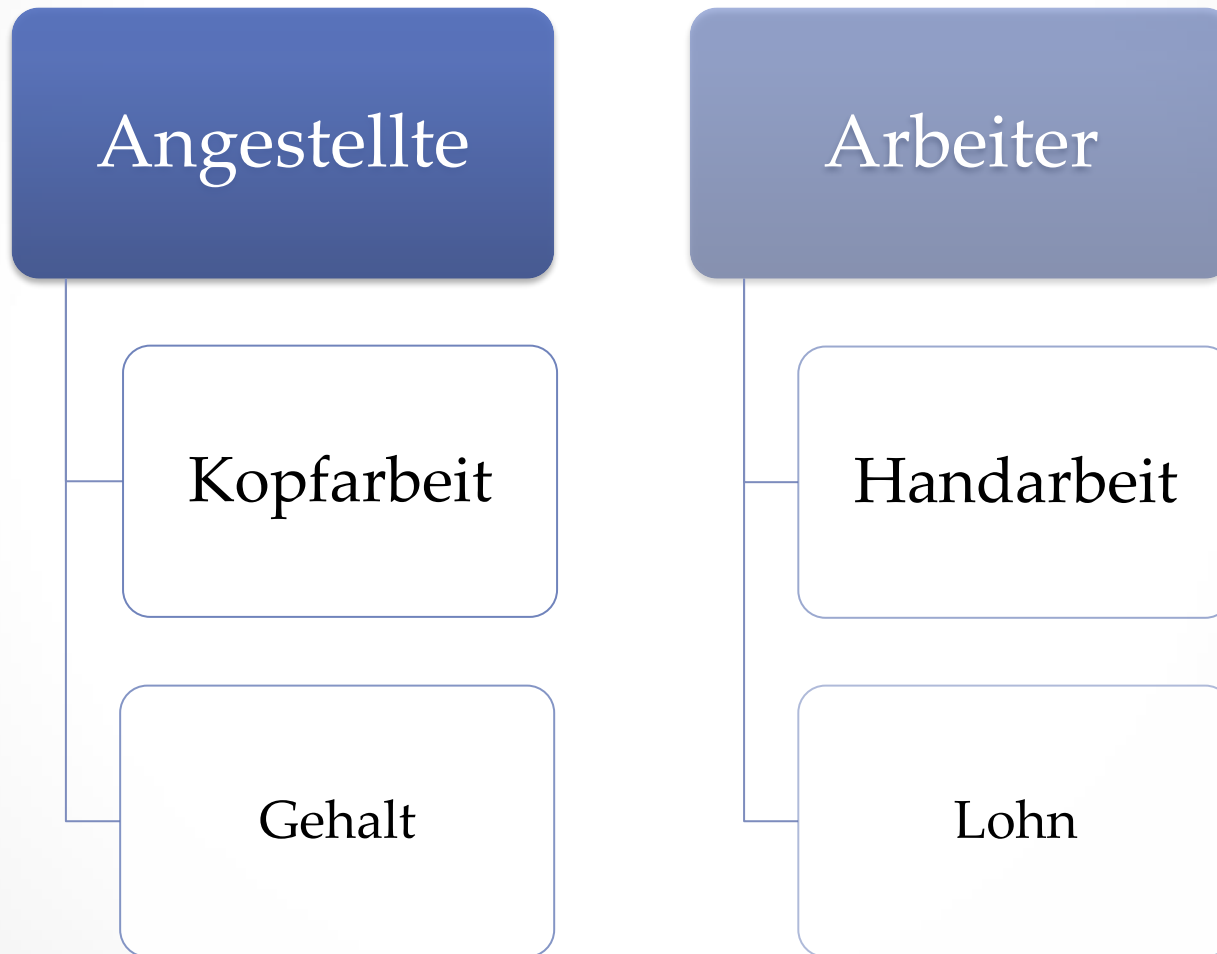 Angestellte
Kopfarbeit
Gehalt
Arbeiter
Handarbeit
Lohn